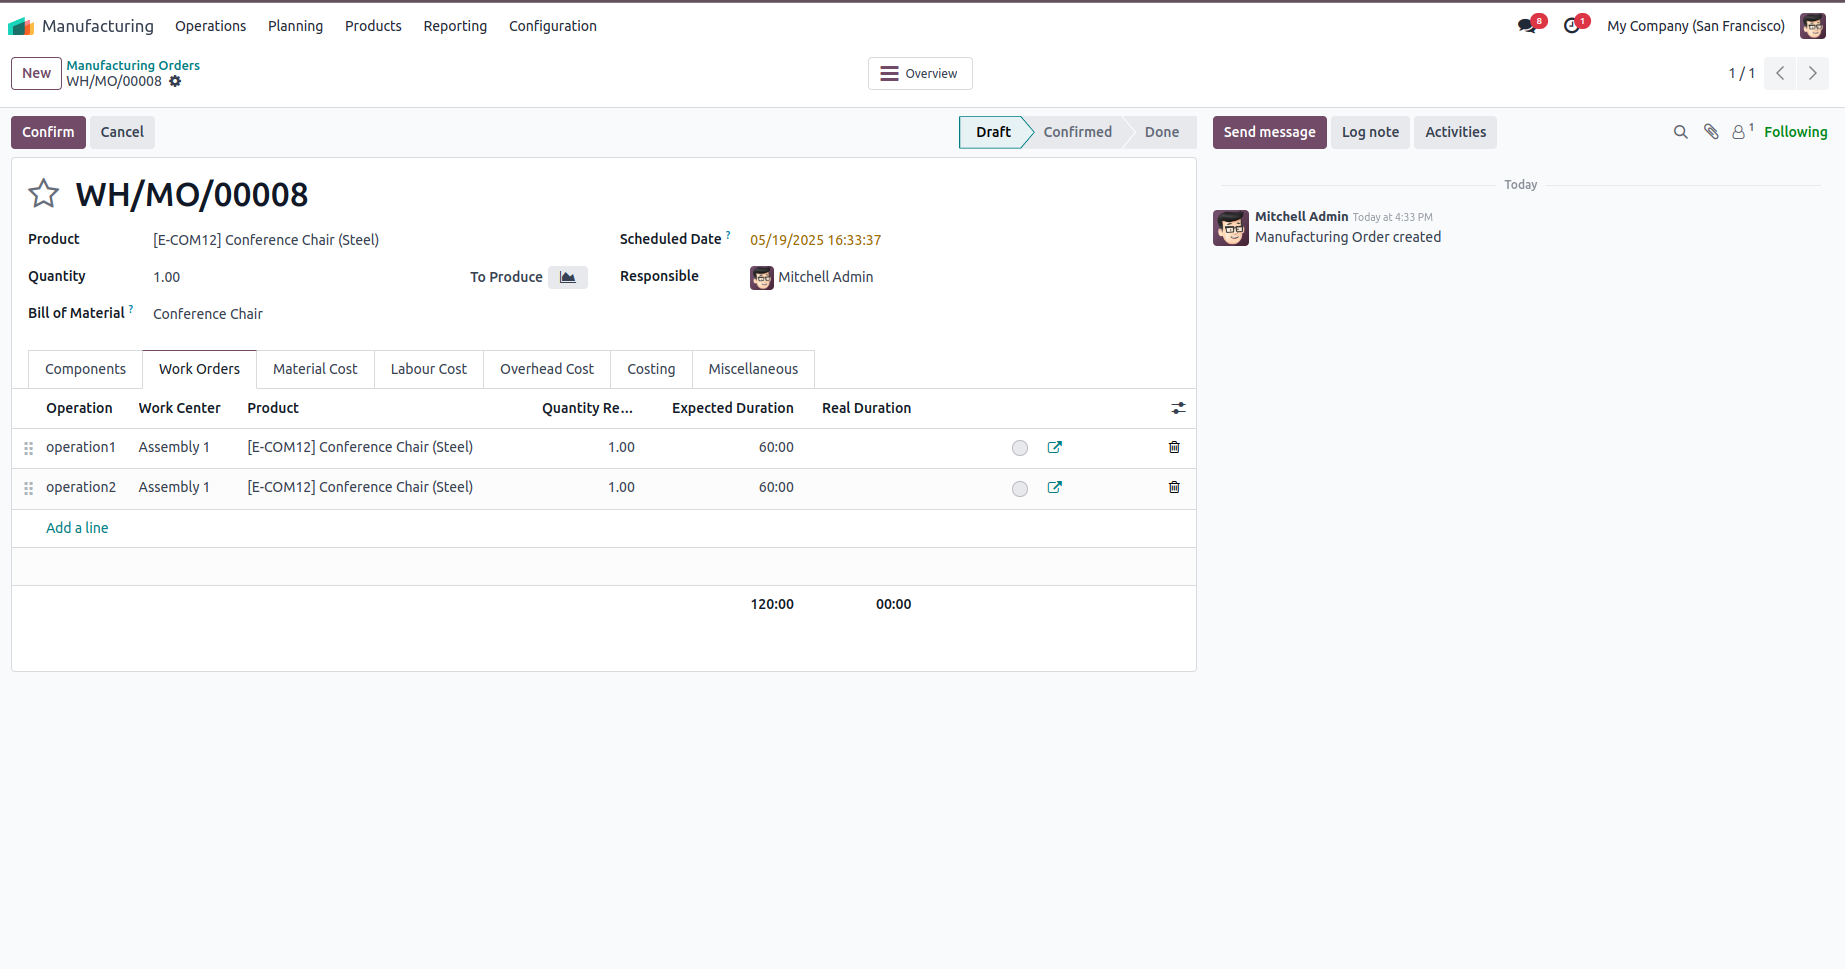 Manufacturing Operations Planning Products Reporting Configuration 8 1 My Company (San Francisco)
New Manufacturing Orders
WH/MO/00008 Overview 1 / 1
Confirm Cancel Draft Confirmed Done Send message Log note Activities 1 Following
WH/MO/00008
Today
Mitchell Admin Today at 4:33 PM
Manufacturing Order created
Product [E-COM12] Conference Chair (Steel) Scheduled Date ? 05/19/2025 16:33:37
Quantity 1.00 To Produce Responsible Mitchell Admin
Bill of Material ? Conference Chair
Components Work Orders Material Cost Labour Cost Overhead Cost Costing Miscellaneous
Operation Work Center Product Quantity Re... Expected Duration Real Duration
operation1 Assembly 1 [E-COM12] Conference Chair (Steel) 1.00 60:00
operation2 Assembly 1 [E-COM12] Conference Chair (Steel) 1.00 60:00
Add a line
120:00 00:00